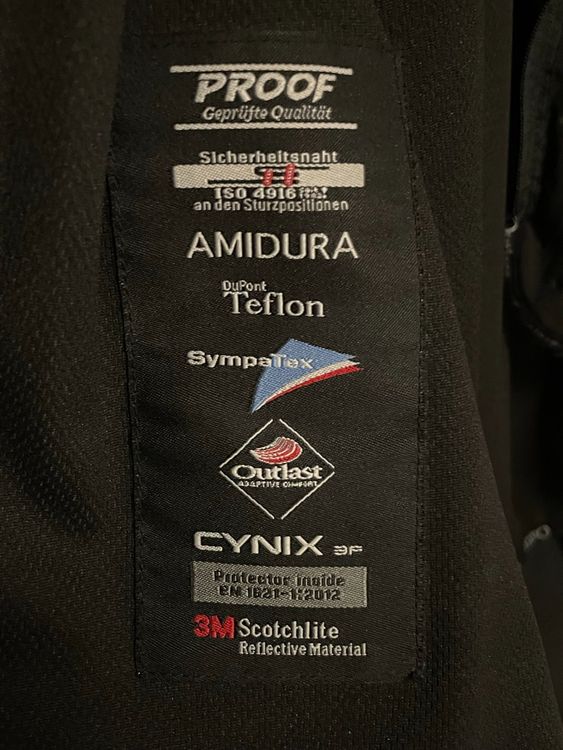 PROOF
Geprüfte Qualität
Sicherheitsnaht
ISO 4916
an den Sturzpositionen
AMIDURA
DuPont
Teflon
SympaTex
Outlast
ADAPTIVE COMFORT
CYNIX 3F
Protector inside
EN 1621-1:2012
3M Scotchlite
Reflective Material